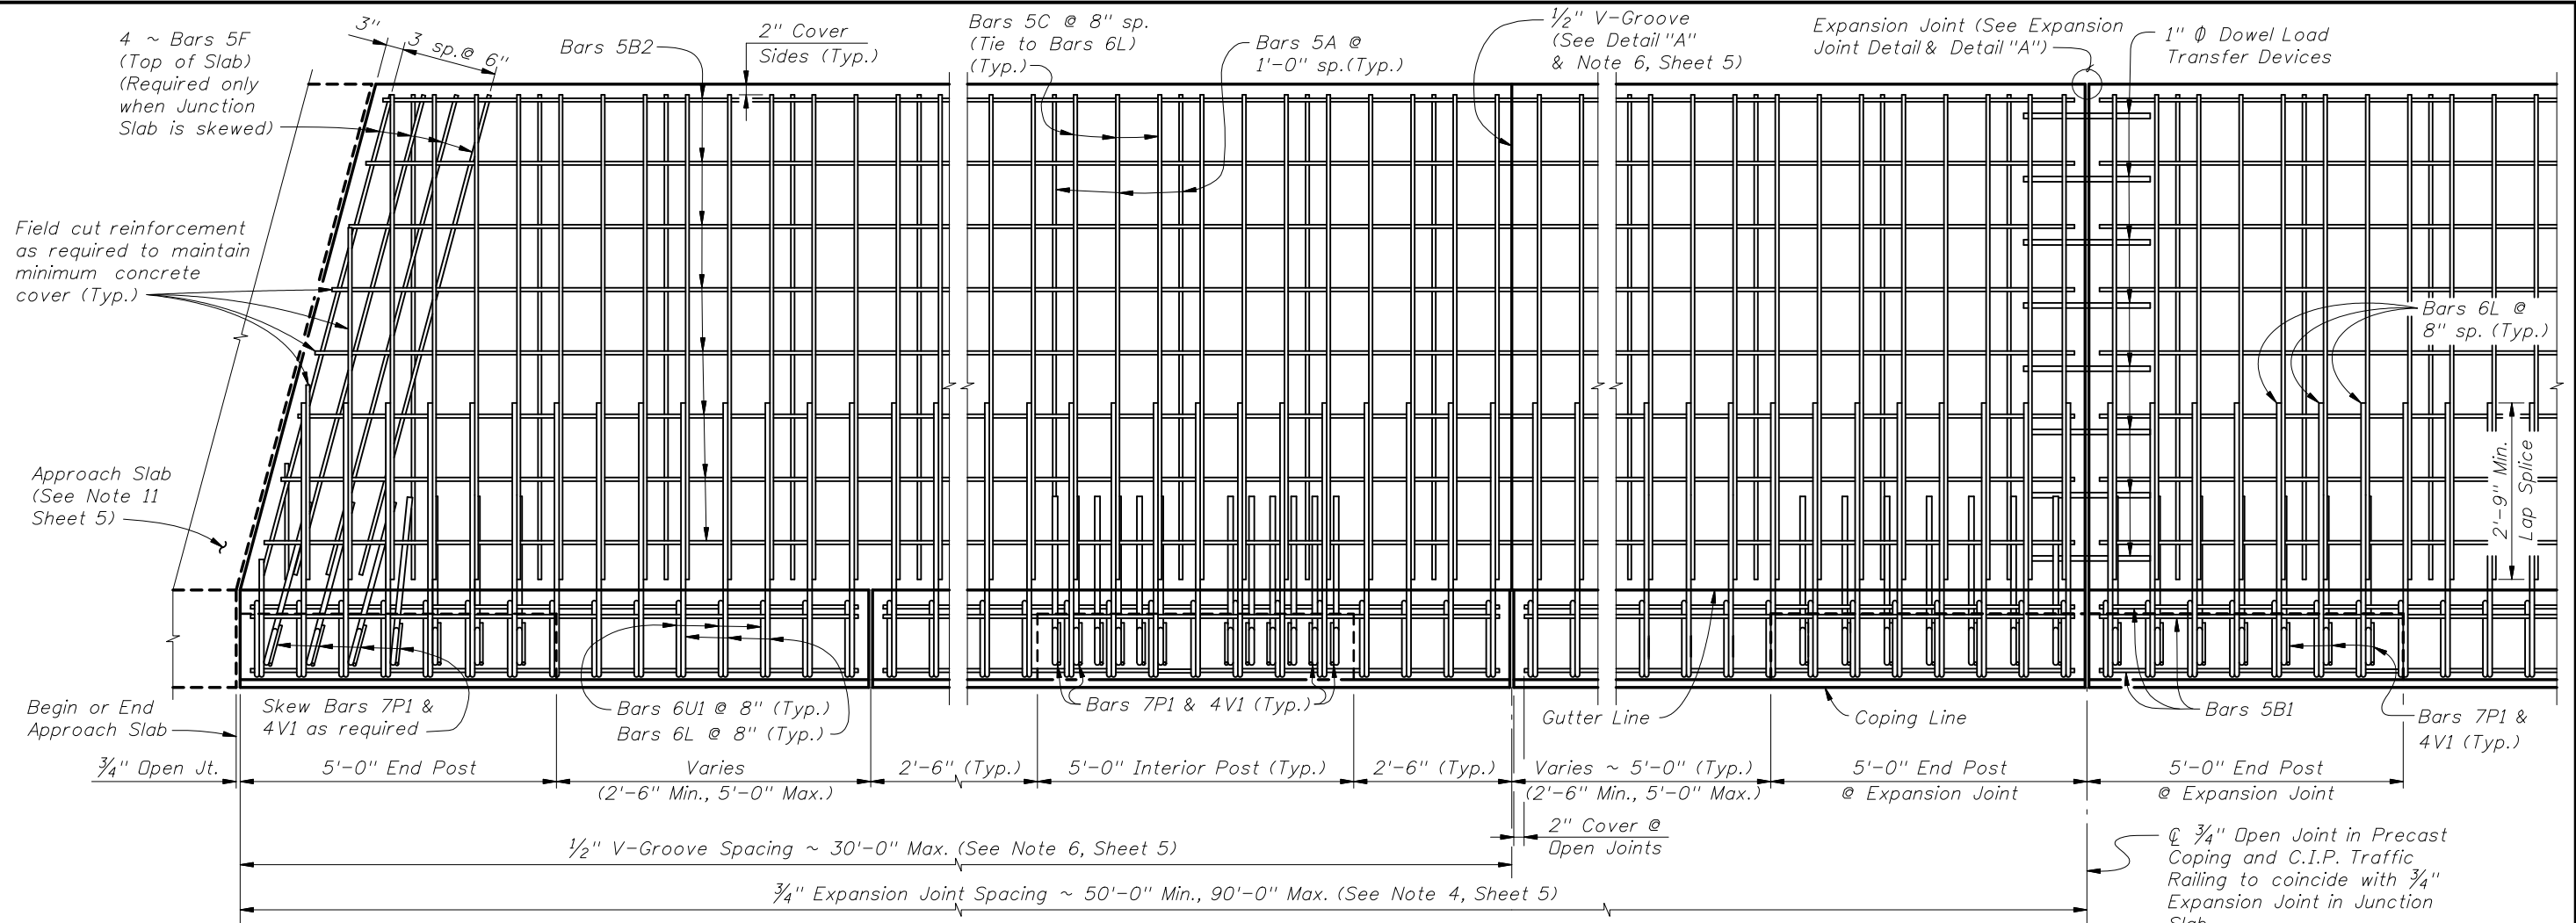 4 ~ Bars 5F
(Top of Slab)
(Required only
when Junction
Slab is skewed)
3"
3 sp.@ 6"
Bars 5B2
2" Cover
Sides (Typ.)
Bars 5C @ 8" sp.
(Tie to Bars 6L)
(Typ.)
Bars 5A @
1'-0" sp.(Typ.)
½" V-Groove
(See Detail "A"
& Note 6, Sheet 5)
Expansion Joint (See Expansion
Joint Detail & Detail "A")
1" Φ Dowel Load
Transfer Devices
Field cut reinforcement
as required to maintain
minimum concrete
cover (Typ.)
Bars 6L @
8" sp. (Typ.)
2'-9" Min.
Lap Splice
Approach Slab
(See Note 11
Sheet 5)
Begin or End
Approach Slab
Skew Bars 7P1 &
4V1 as required
Bars 6U1 @ 8" (Typ.)
Bars 6L @ 8" (Typ.)
Bars 7P1 & 4V1 (Typ.)
Gutter Line
Coping Line
Bars 5B1
Bars 7P1 &
4V1 (Typ.)
¾" Open Jt.
5'-0" End Post
Varies
(2'-6" Min., 5'-0" Max.)
2'-6" (Typ.)
5'-0" Interior Post (Typ.)
2'-6" (Typ.)
Varies ~ 5'-0" (Typ.)
(2'-6" Min., 5'-0" Max.)
5'-0" End Post
@ Expansion Joint
5'-0" End Post
@ Expansion Joint
2" Cover @
Open Joints
½" V-Groove Spacing ~ 30'-0" Max. (See Note 6, Sheet 5)
¾" Expansion Joint Spacing ~ 50'-0" Min., 90'-0" Max. (See Note 4, Sheet 5)
℄ ¾" Open Joint in Precast
Coping and C.I.P. Traffic
Railing to coincide with ¾"
Expansion Joint in Junction
Slab